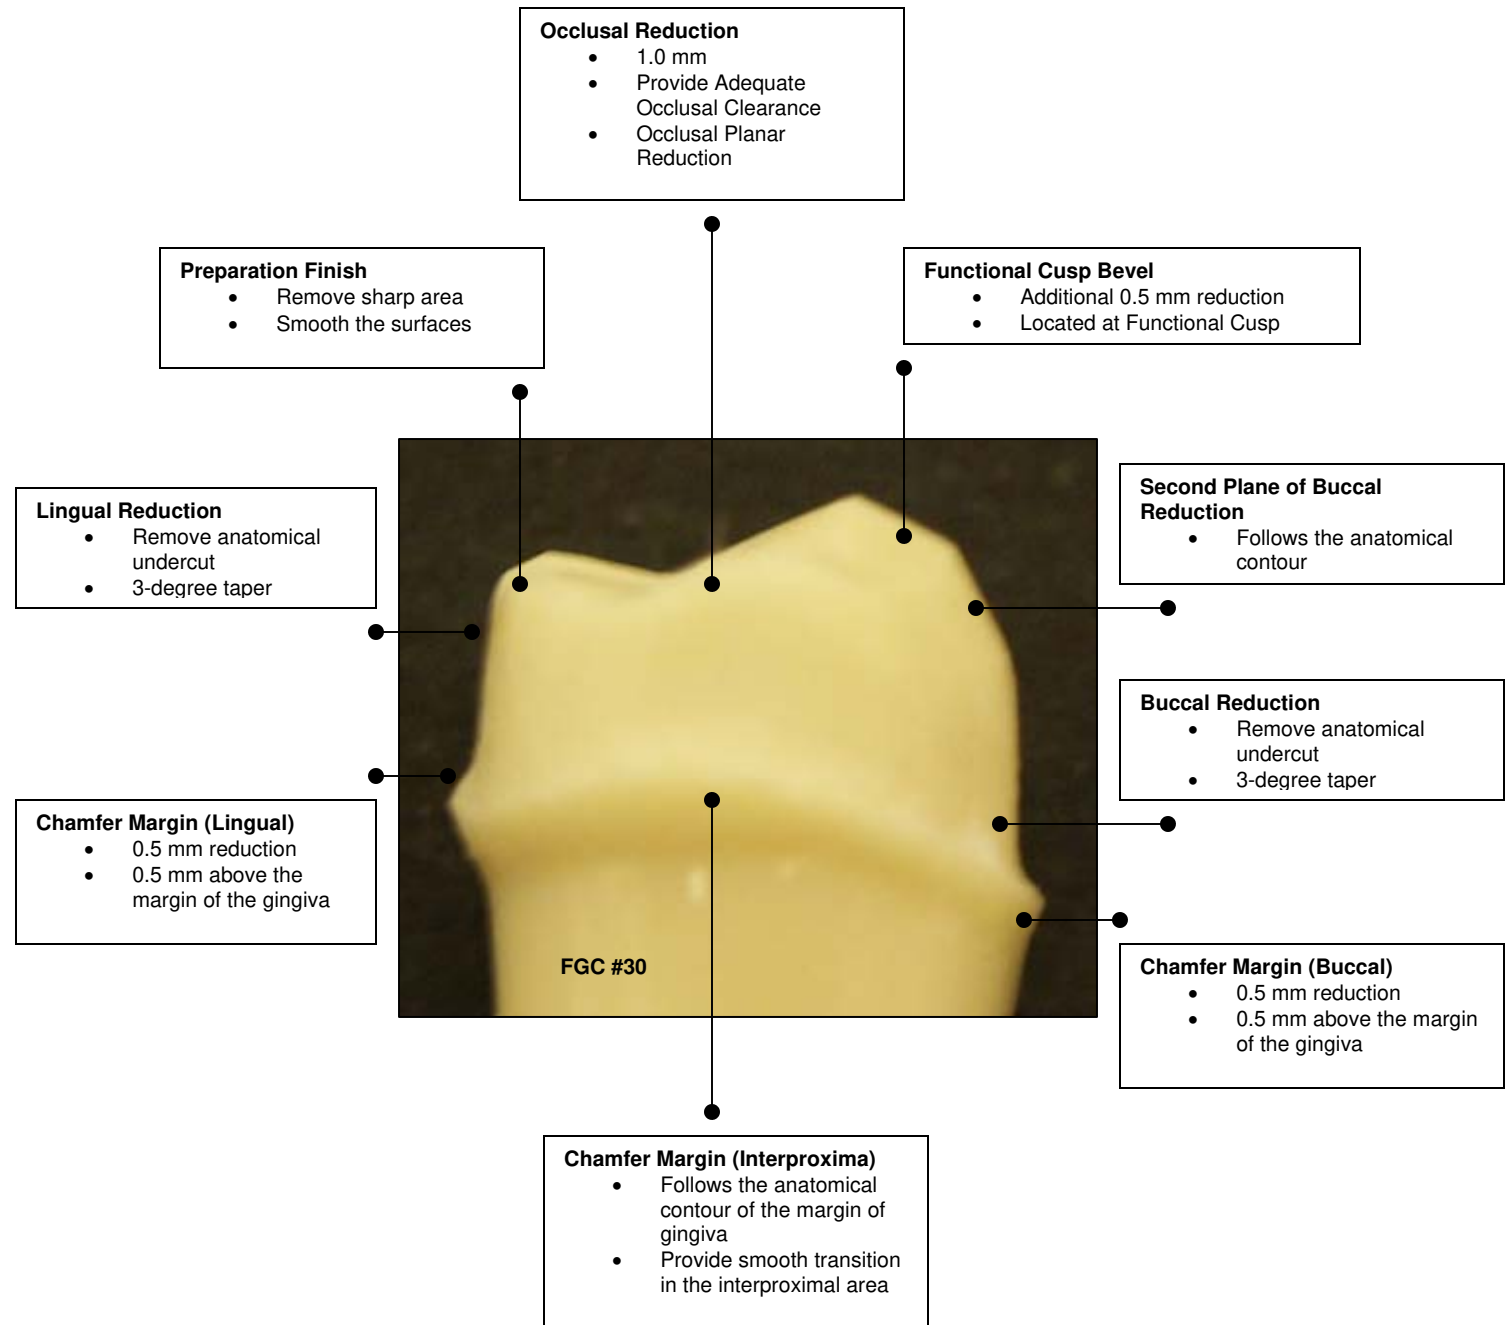 Occlusal Reduction
• 1.0 mm
• Provide Adequate
Occlusal Clearance
• Occlusal Planar
Reduction
Preparation Finish
• Remove sharp area
• Smooth the surfaces
Functional Cusp Bevel
• Additional 0.5 mm reduction
• Located at Functional Cusp
Lingual Reduction
• Remove anatomical
undercut
• 3-degree taper
Second Plane of Buccal
Reduction
• Follows the anatomical
contour
Buccal Reduction
• Remove anatomical
undercut
• 3-degree taper
Chamfer Margin (Lingual)
• 0.5 mm reduction
• 0.5 mm above the
margin of the gingiva
FGC #30
Chamfer Margin (Buccal)
• 0.5 mm reduction
• 0.5 mm above the margin
of the gingiva
Chamfer Margin (Interproxima)
• Follows the anatomical
contour of the margin of
gingiva
• Provide smooth transition
in the interproximal area